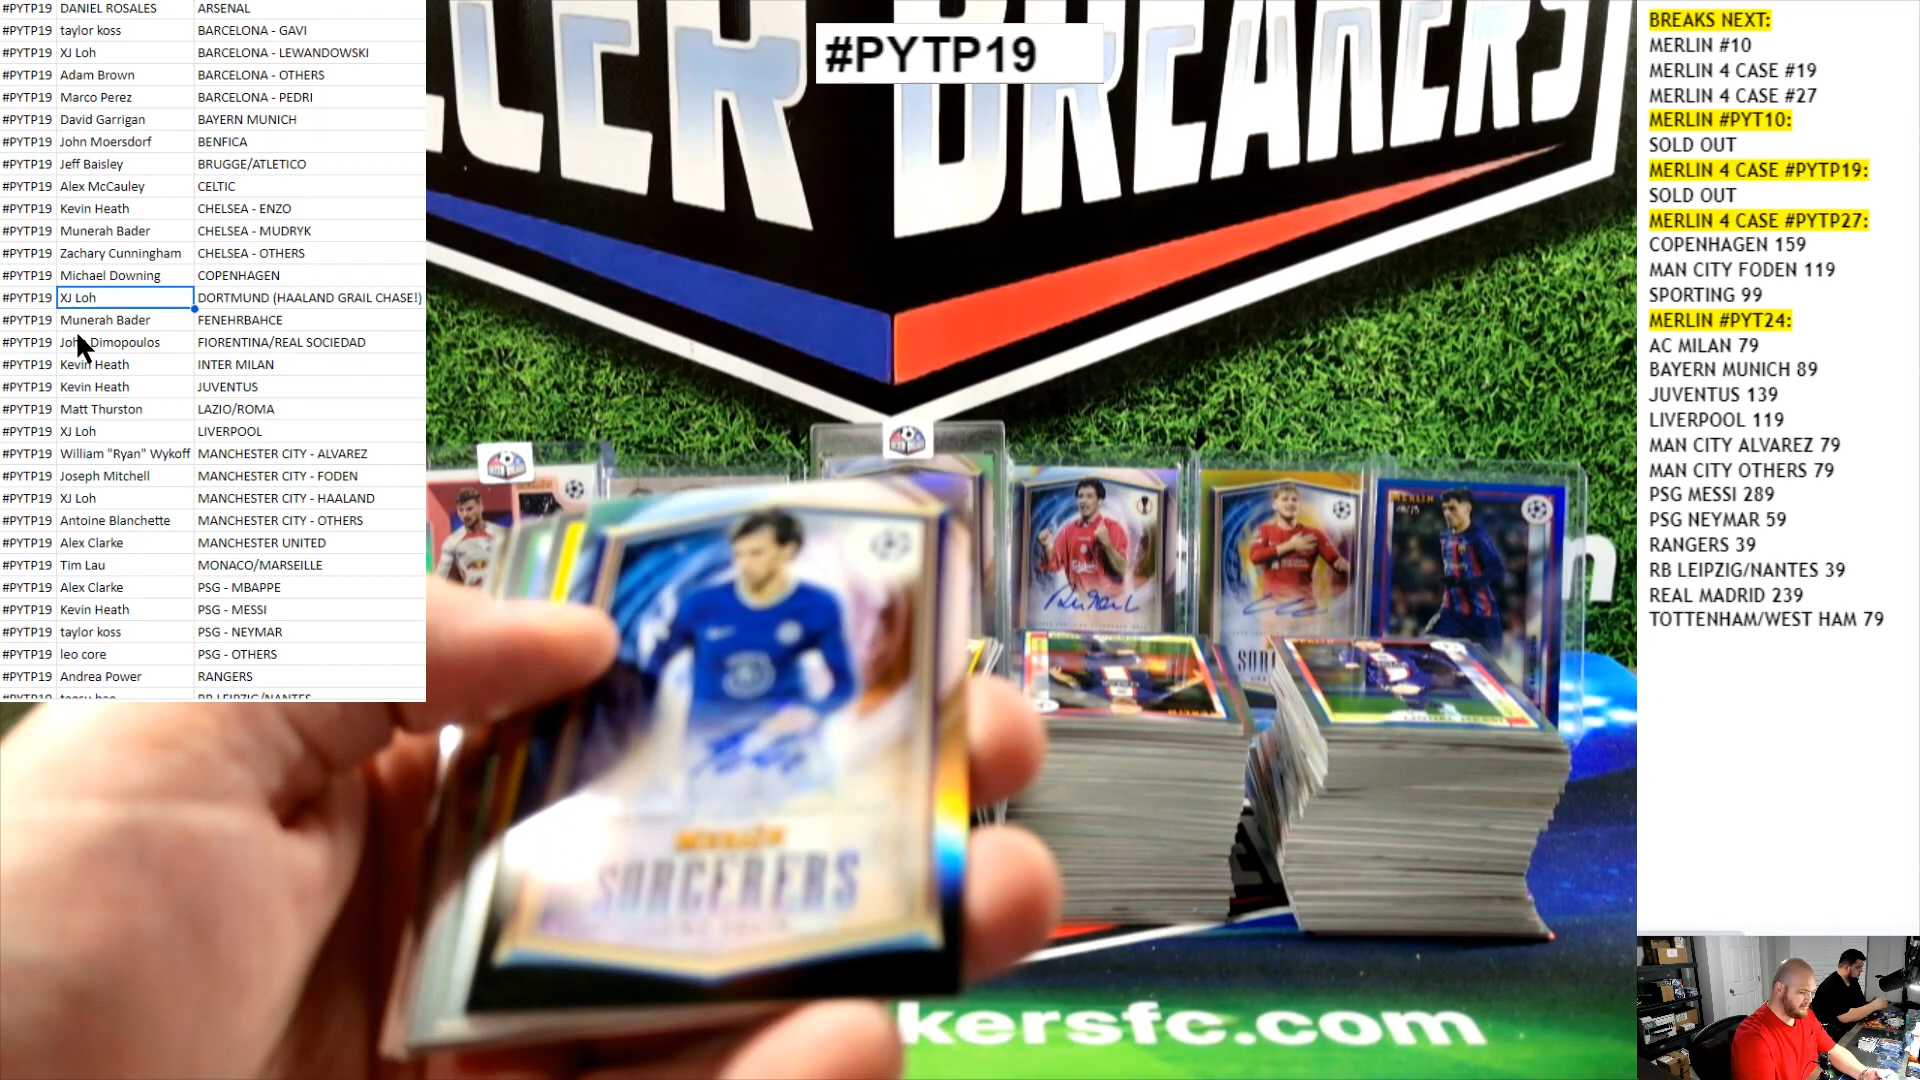 #PYTP19 DANIEL ROSALES ARSENAL
#PYTP19 taylor koss BARCELONA - GAVI
#PYTP19 XJ Loh BARCELONA - LEWANDOWSKI
#PYTP19 Adam Brown BARCELONA - OTHERS
#PYTP19 Marco Perez BARCELONA - PEDRI
#PYTP19 David Garrigan BAYERN MUNICH
#PYTP19 John Moersdorf BENFICA
#PYTP19 Jeff Baisley BRUGGE/ATLETICO
#PYTP19 Alex McCauley CELTIC
#PYTP19 Kevin Heath CHELSEA - ENZO
#PYTP19 Munerah Bader CHELSEA - MUDRYK
#PYTP19 Zachary Cunningham CHELSEA - OTHERS
#PYTP19 Michael Downing COPENHAGEN
#PYTP19 XJ Loh DORTMUND (HAALAND GRAIL CHASE!)
#PYTP19 Munerah Bader FENEHRBAHCE
#PYTP19 John Dimopoulos FIORENTINA/REAL SOCIEDAD
#PYTP19 Kevin Heath INTER MILAN
#PYTP19 Kevin Heath JUVENTUS
#PYTP19 Matt Thurston LAZIO/ROMA
#PYTP19 XJ Loh LIVERPOOL
#PYTP19 William "Ryan" Wykoff MANCHESTER CITY - ALVAREZ
#PYTP19 Joseph Mitchell MANCHESTER CITY - FODEN
#PYTP19 XJ Loh MANCHESTER CITY - HAALAND
#PYTP19 Antoine Blanchette MANCHESTER CITY - OTHERS
#PYTP19 Alex Clarke MANCHESTER UNITED
#PYTP19 Tim Lau MONACO/MARSEILLE
#PYTP19 Alex Clarke PSG - MBAPPE
#PYTP19 Kevin Heath PSG - MESSI
#PYTP19 taylor koss PSG - NEYMAR
#PYTP19 leo core PSG - OTHERS
#PYTP19 Andrea Power RANGERS
#PYTP19 RB LEIPZIG/NANTES
#PYTP19
BREAKERS
MERLIN
SORCERERS
MERLIN
kersfc.com
BREAKS NEXT:
MERLIN #10
MERLIN 4 CASE #19
MERLIN 4 CASE #27
MERLIN #PYT10:
SOLD OUT
MERLIN 4 CASE #PYTP19:
SOLD OUT
MERLIN 4 CASE #PYTP27:
COPENHAGEN 159
MAN CITY FODEN 119
SPORTING 99
MERLIN #PYT24:
AC MILAN 79
BAYERN MUNICH 89
JUVENTUS 139
LIVERPOOL 119
MAN CITY ALVAREZ 79
MAN CITY OTHERS 79
PSG MESSI 289
PSG NEYMAR 59
RANGERS 39
RB LEIPZIG/NANTES 39
REAL MADRID 239
TOTTENHAM/WEST HAM 79